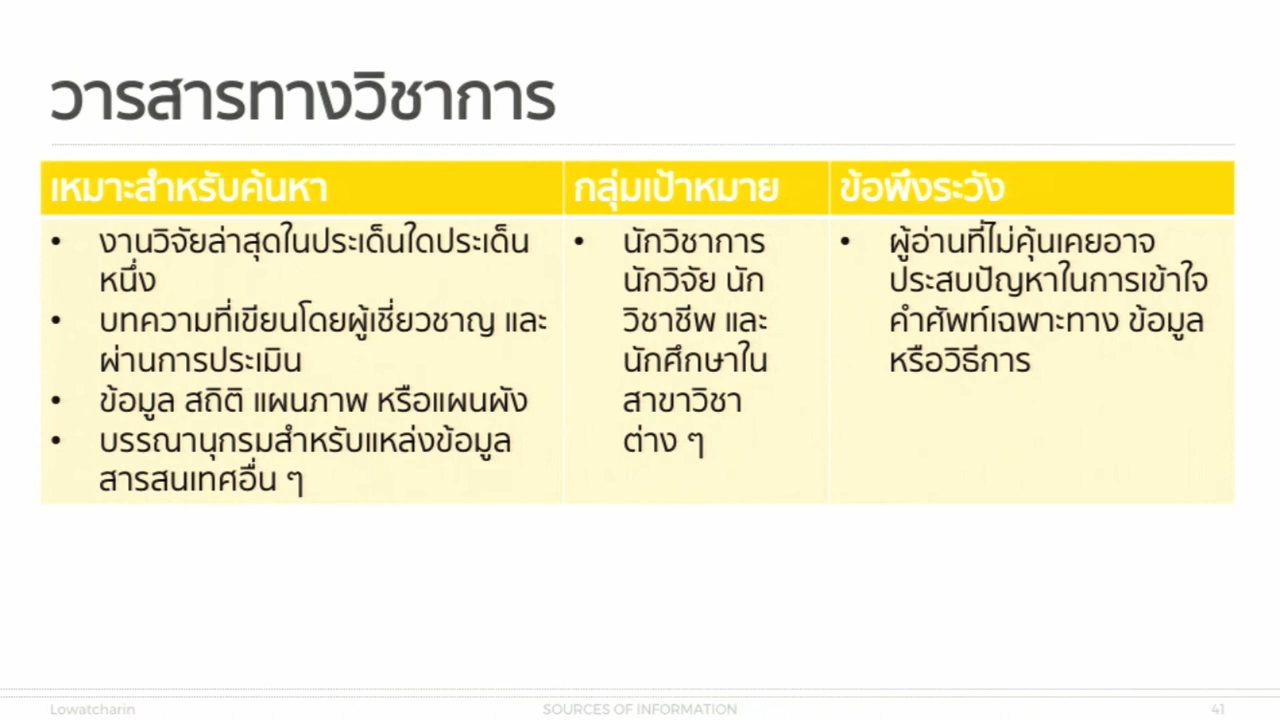 วารสารทางวิชาการ
เหมาะสำหรับค้นหา
• งานวิจัยล่าสุดในประเด็นใดประเด็น
หนึ่ง
• บทความที่เขียนโดยผู้เชี่ยวชาญ และ
ผ่านการประเมิน
• ข้อมูล สถิติ แผนภาพ หรือแผนผัง
• บรรณานุกรมสำหรับแหล่งข้อมูล
สารสนเทศอื่น ๆ
กลุ่มเป้าหมาย
• นักวิชาการ
นักวิจัย นัก
วิชาชีพ และ
นักศึกษาใน
สาขาวิชา
ต่าง ๆ
ข้อพึงระวัง
• ผู้อ่านที่ไม่คุ้นเคยอาจ
ประสบปัญหาในการเข้าใจ
คำศัพท์เฉพาะทาง ข้อมูล
หรือวิธีการ
Lowatcharin
SOURCES OF INFORMATION
41